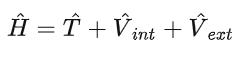 Ĥ = T̂ + V̂_int + V̂_ext